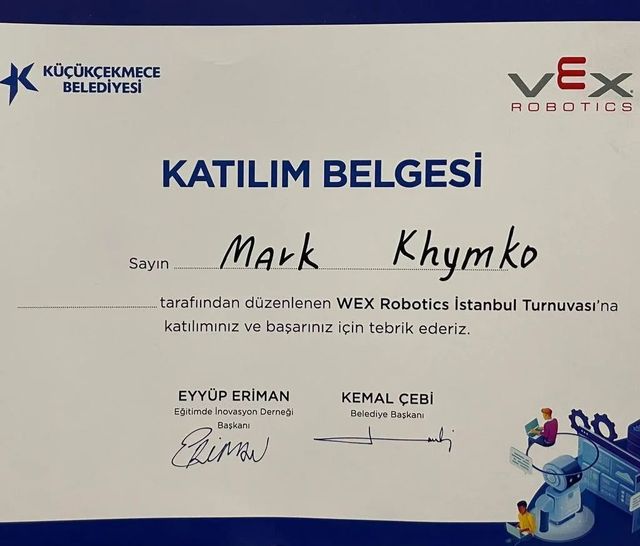 KÜÇÜKÇEKMECE
BELEDİYESİ
VEX
ROBOTICS
KATILIM BELGESİ
Sayın Mark Khymko
tarafından düzenlenen WEX Robotics İstanbul Turnuvası'na
katılımınız ve başarınız için tebrik ederiz.
EYYÜP ERİMAN
Eğitimde İnovasyon Derneği
Başkanı
KEMAL ÇEBİ
Belediye Başkanı